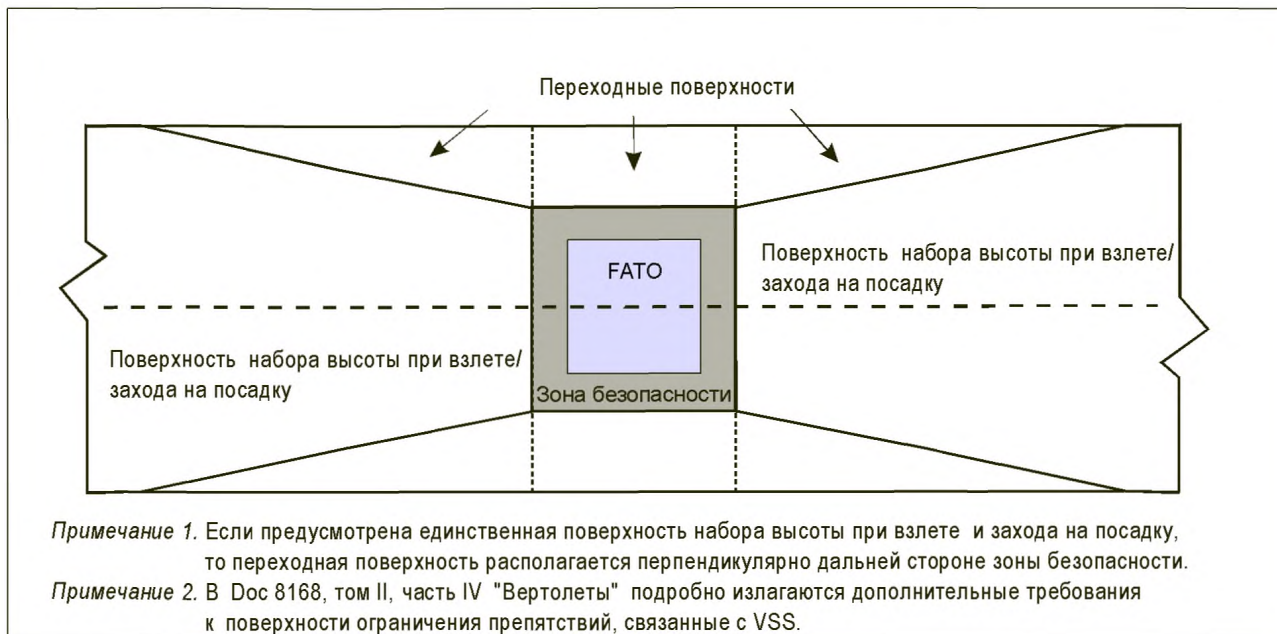 Переходные поверхности
FATO
Поверхность набора высоты при взлете/
захода на посадку
Поверхность набора высоты при взлете/
захода на посадку
Зона безопасности
Примечание 1. Если предусмотрена единственная поверхность набора высоты при взлете и захода на посадку,
то переходная поверхность располагается перпендикулярно дальней стороне зоны безопасности.
Примечание 2. В Doc 8168, том II, часть IV "Вертолеты" подробно излагаются дополнительные требования
к поверхности ограничения препятствий, связанные с VSS.